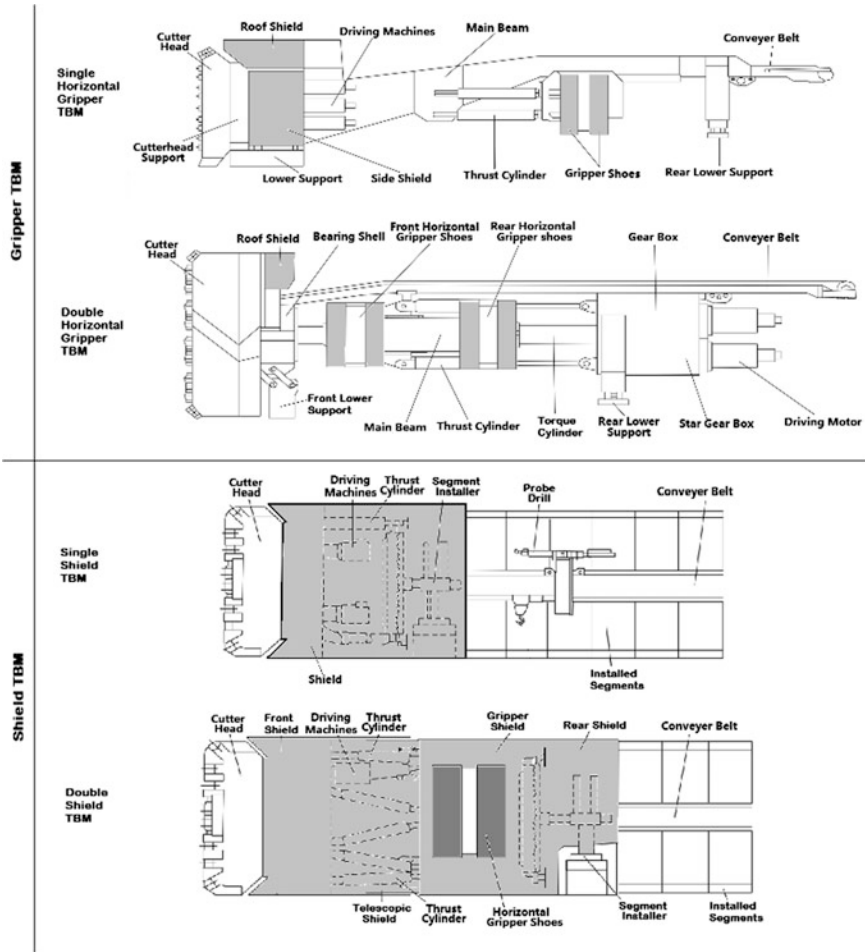 Gripper TBM
Single
Horizontal
Gripper
TBM
Cutter
Head
Roof Shield
Driving Machines
Main Beam
Conveyer Belt
Cutterhead
Support
Lower Support
Side Shield
Thrust Cylinder
Gripper Shoes
Rear Lower Support
Double
Horizontal
Gripper
TBM
Cutter
Head
Roof Shield
Bearing Shell
Front Horizontal
Gripper Shoes
Rear Horizontal
Gripper shoes
Gear Box
Conveyer Belt
Front Lower
Support
Main Beam
Thrust Cylinder
Torque
Cylinder
Rear Lower
Support
Star Gear Box
Driving Motor
Shield TBM
Single
Shield
TBM
Cutter
Head
Driving
Machines
Thrust
Cylinder
Segment
Installer
Probe
Drill
Conveyer Belt
Shield
Installed
Segments
Double
Shield
TBM
Cutter
Head
Front
Shield
Driving
Machines
Thrust
Cylinder
Gripper
Shield
Rear Shield
Conveyer Belt
Telescopic
Shield
Thrust
Cylinder
Horizontal
Gripper Shoes
Segment
Installer
Installed
Segments